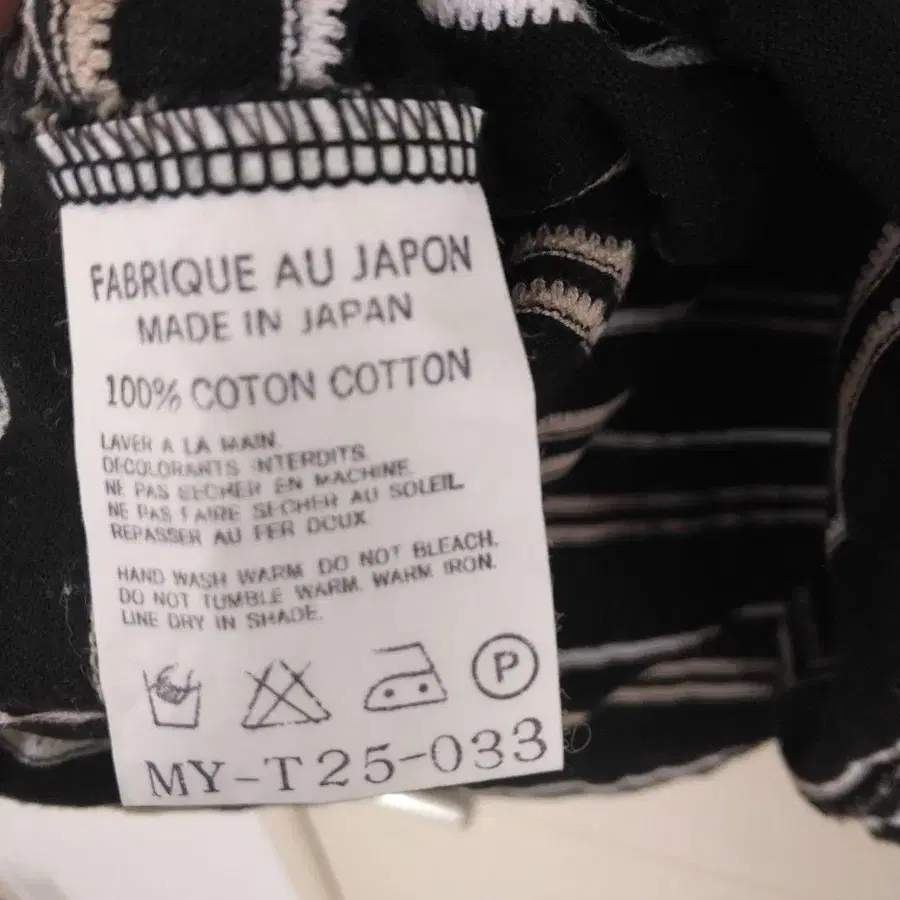 FABRIQUE AU JAPON
MADE IN JAPAN
100% COTON COTTON
LAVER A LA MAIN.
DECOLORANTS INTERDITS.
NE PAS SECHER EN MACHINE.
NE PAS FAIRE SECHER AU SOLEIL.
REPASSER AU FER DOUX
HAND WASH WARM. DO NOT BLEACH.
DO NOT TUMBLE WARM. WARM IRON.
LINE DRY IN SHADE.
P
MY-T25-033